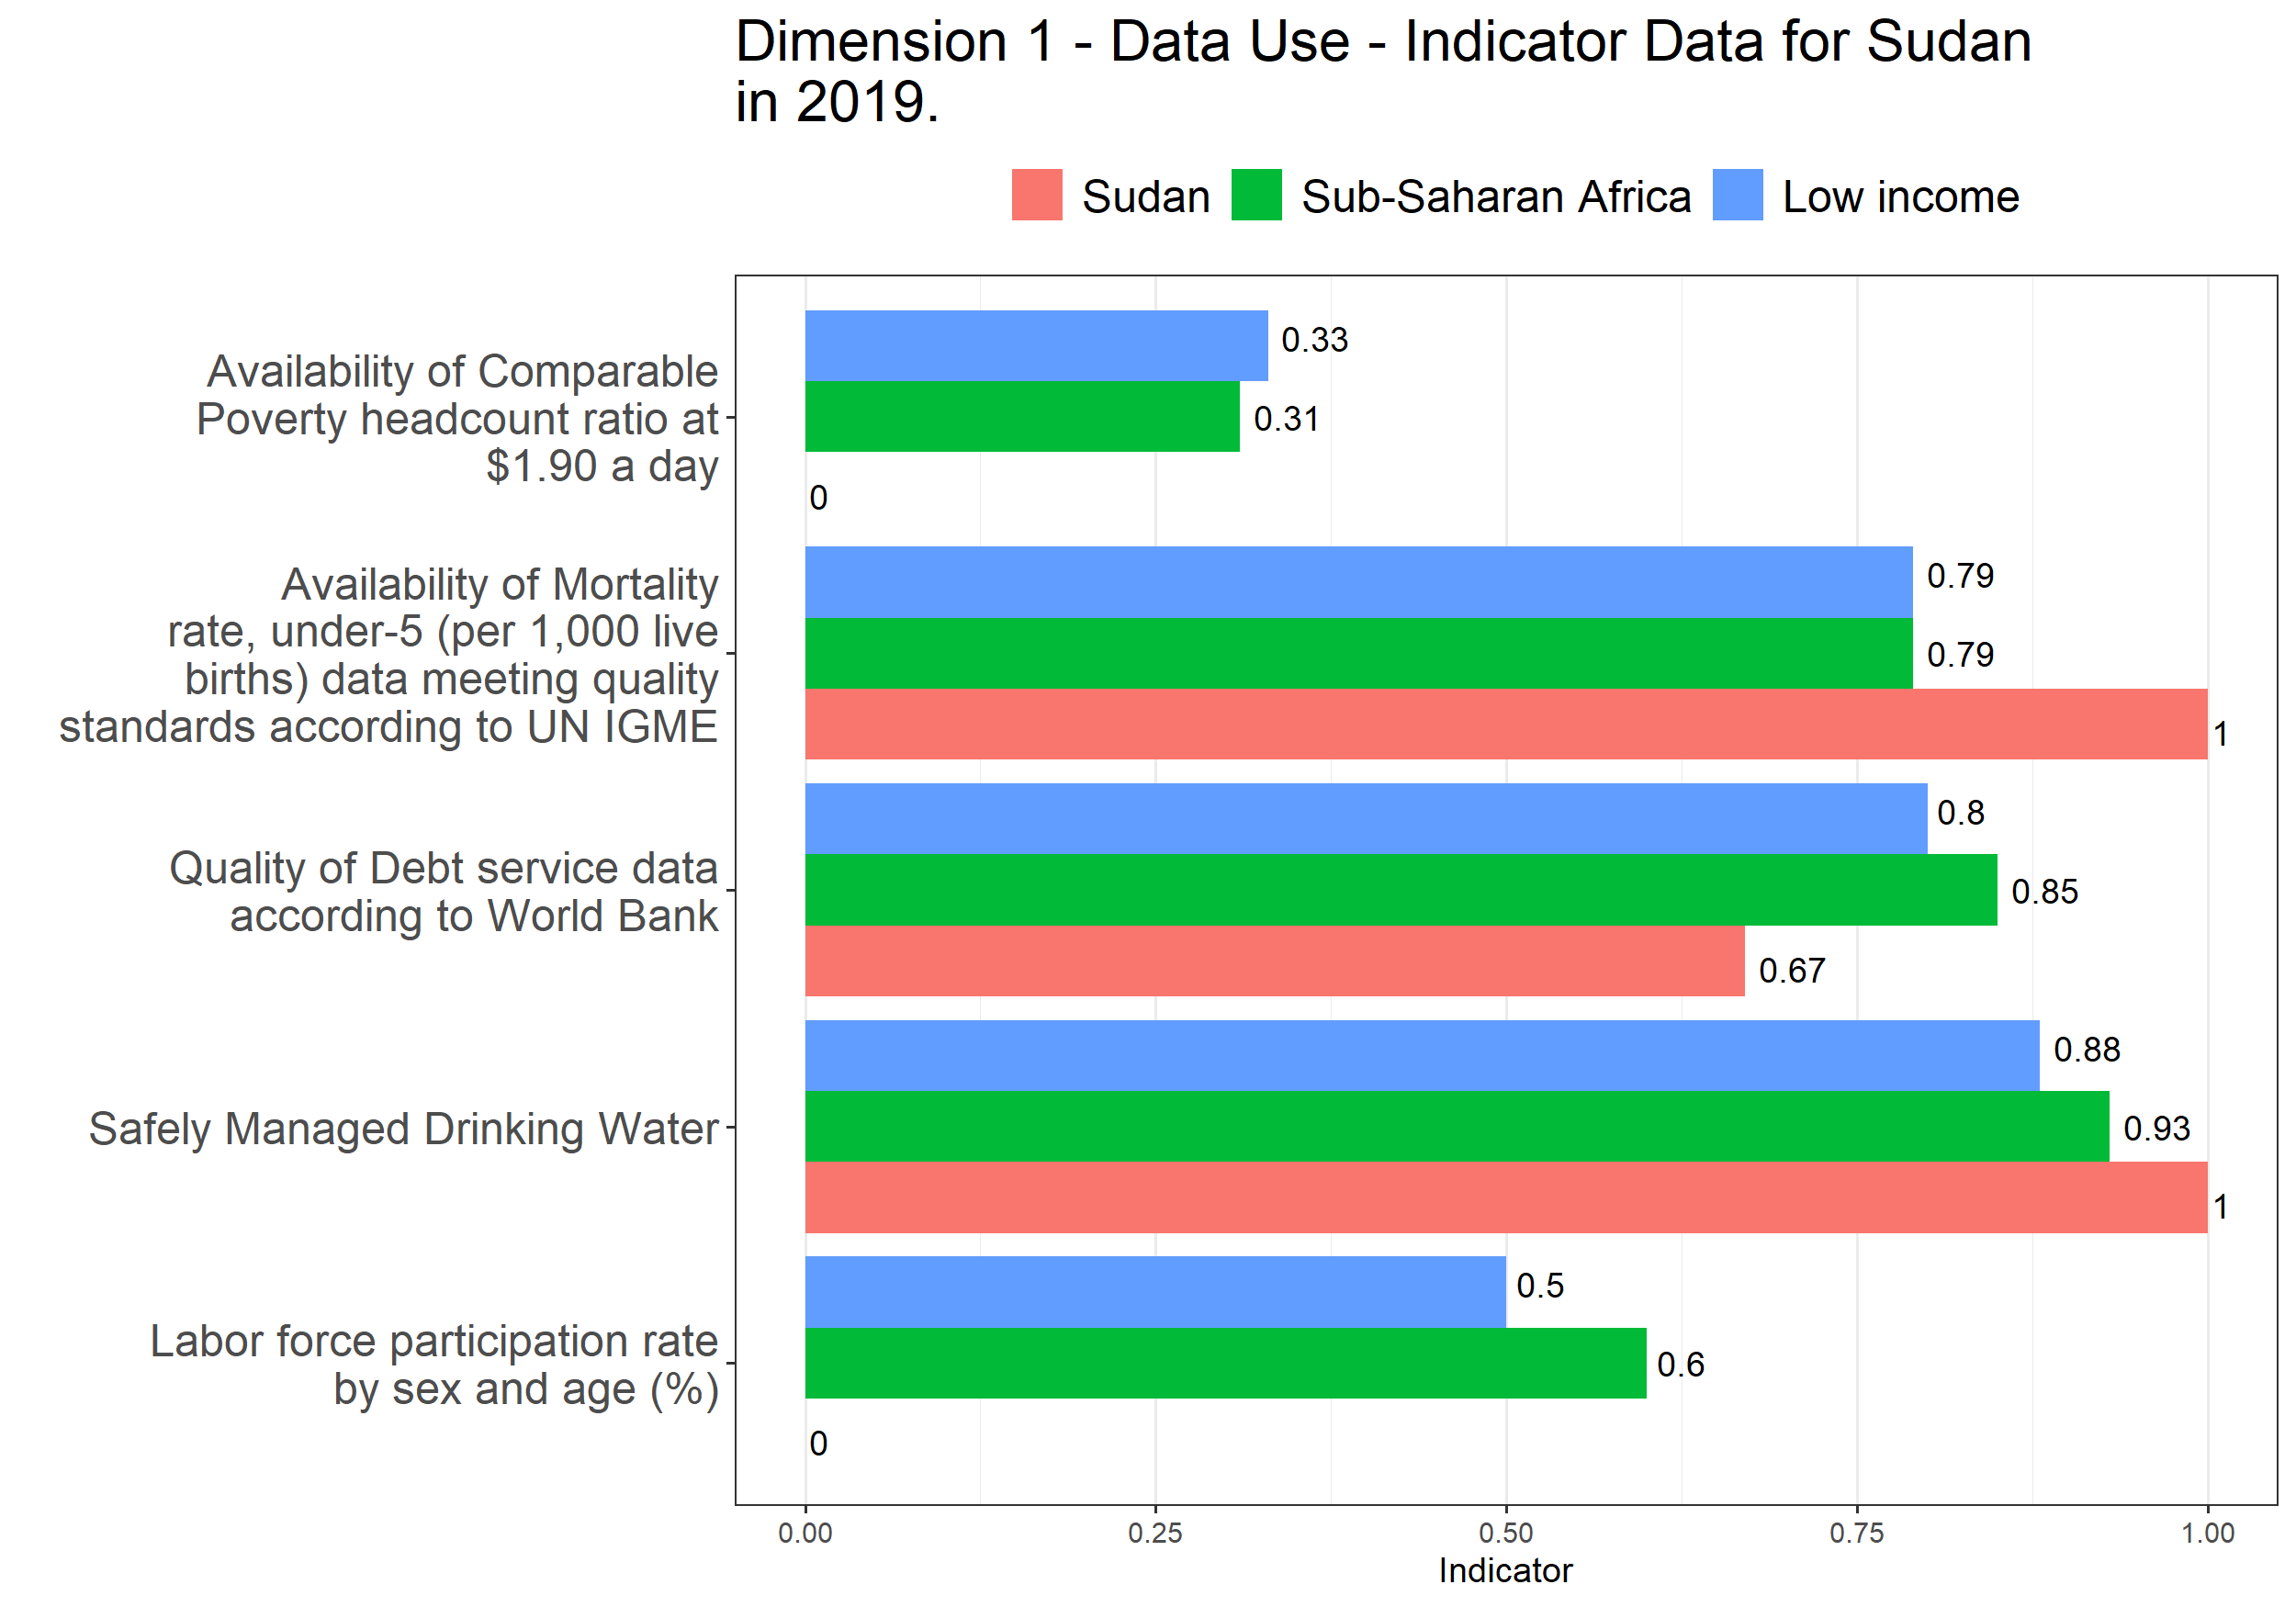 Dimension 1 - Data Use - Indicator Data for Sudan
in 2019.
Sudan Sub-Saharan Africa Low income
Availability of Comparable
Poverty headcount ratio at
$1.90 a day
0.33
0.31
0
Availability of Mortality
rate, under-5 (per 1,000 live
births) data meeting quality
standards according to UN IGME
0.79
0.79
1
Quality of Debt service data
according to World Bank
0.8
0.85
0.67
Safely Managed Drinking Water
0.88
0.93
1
Labor force participation rate
by sex and age (%)
0.5
0.6
0
0.00 0.25 0.50 0.75 1.00
Indicator